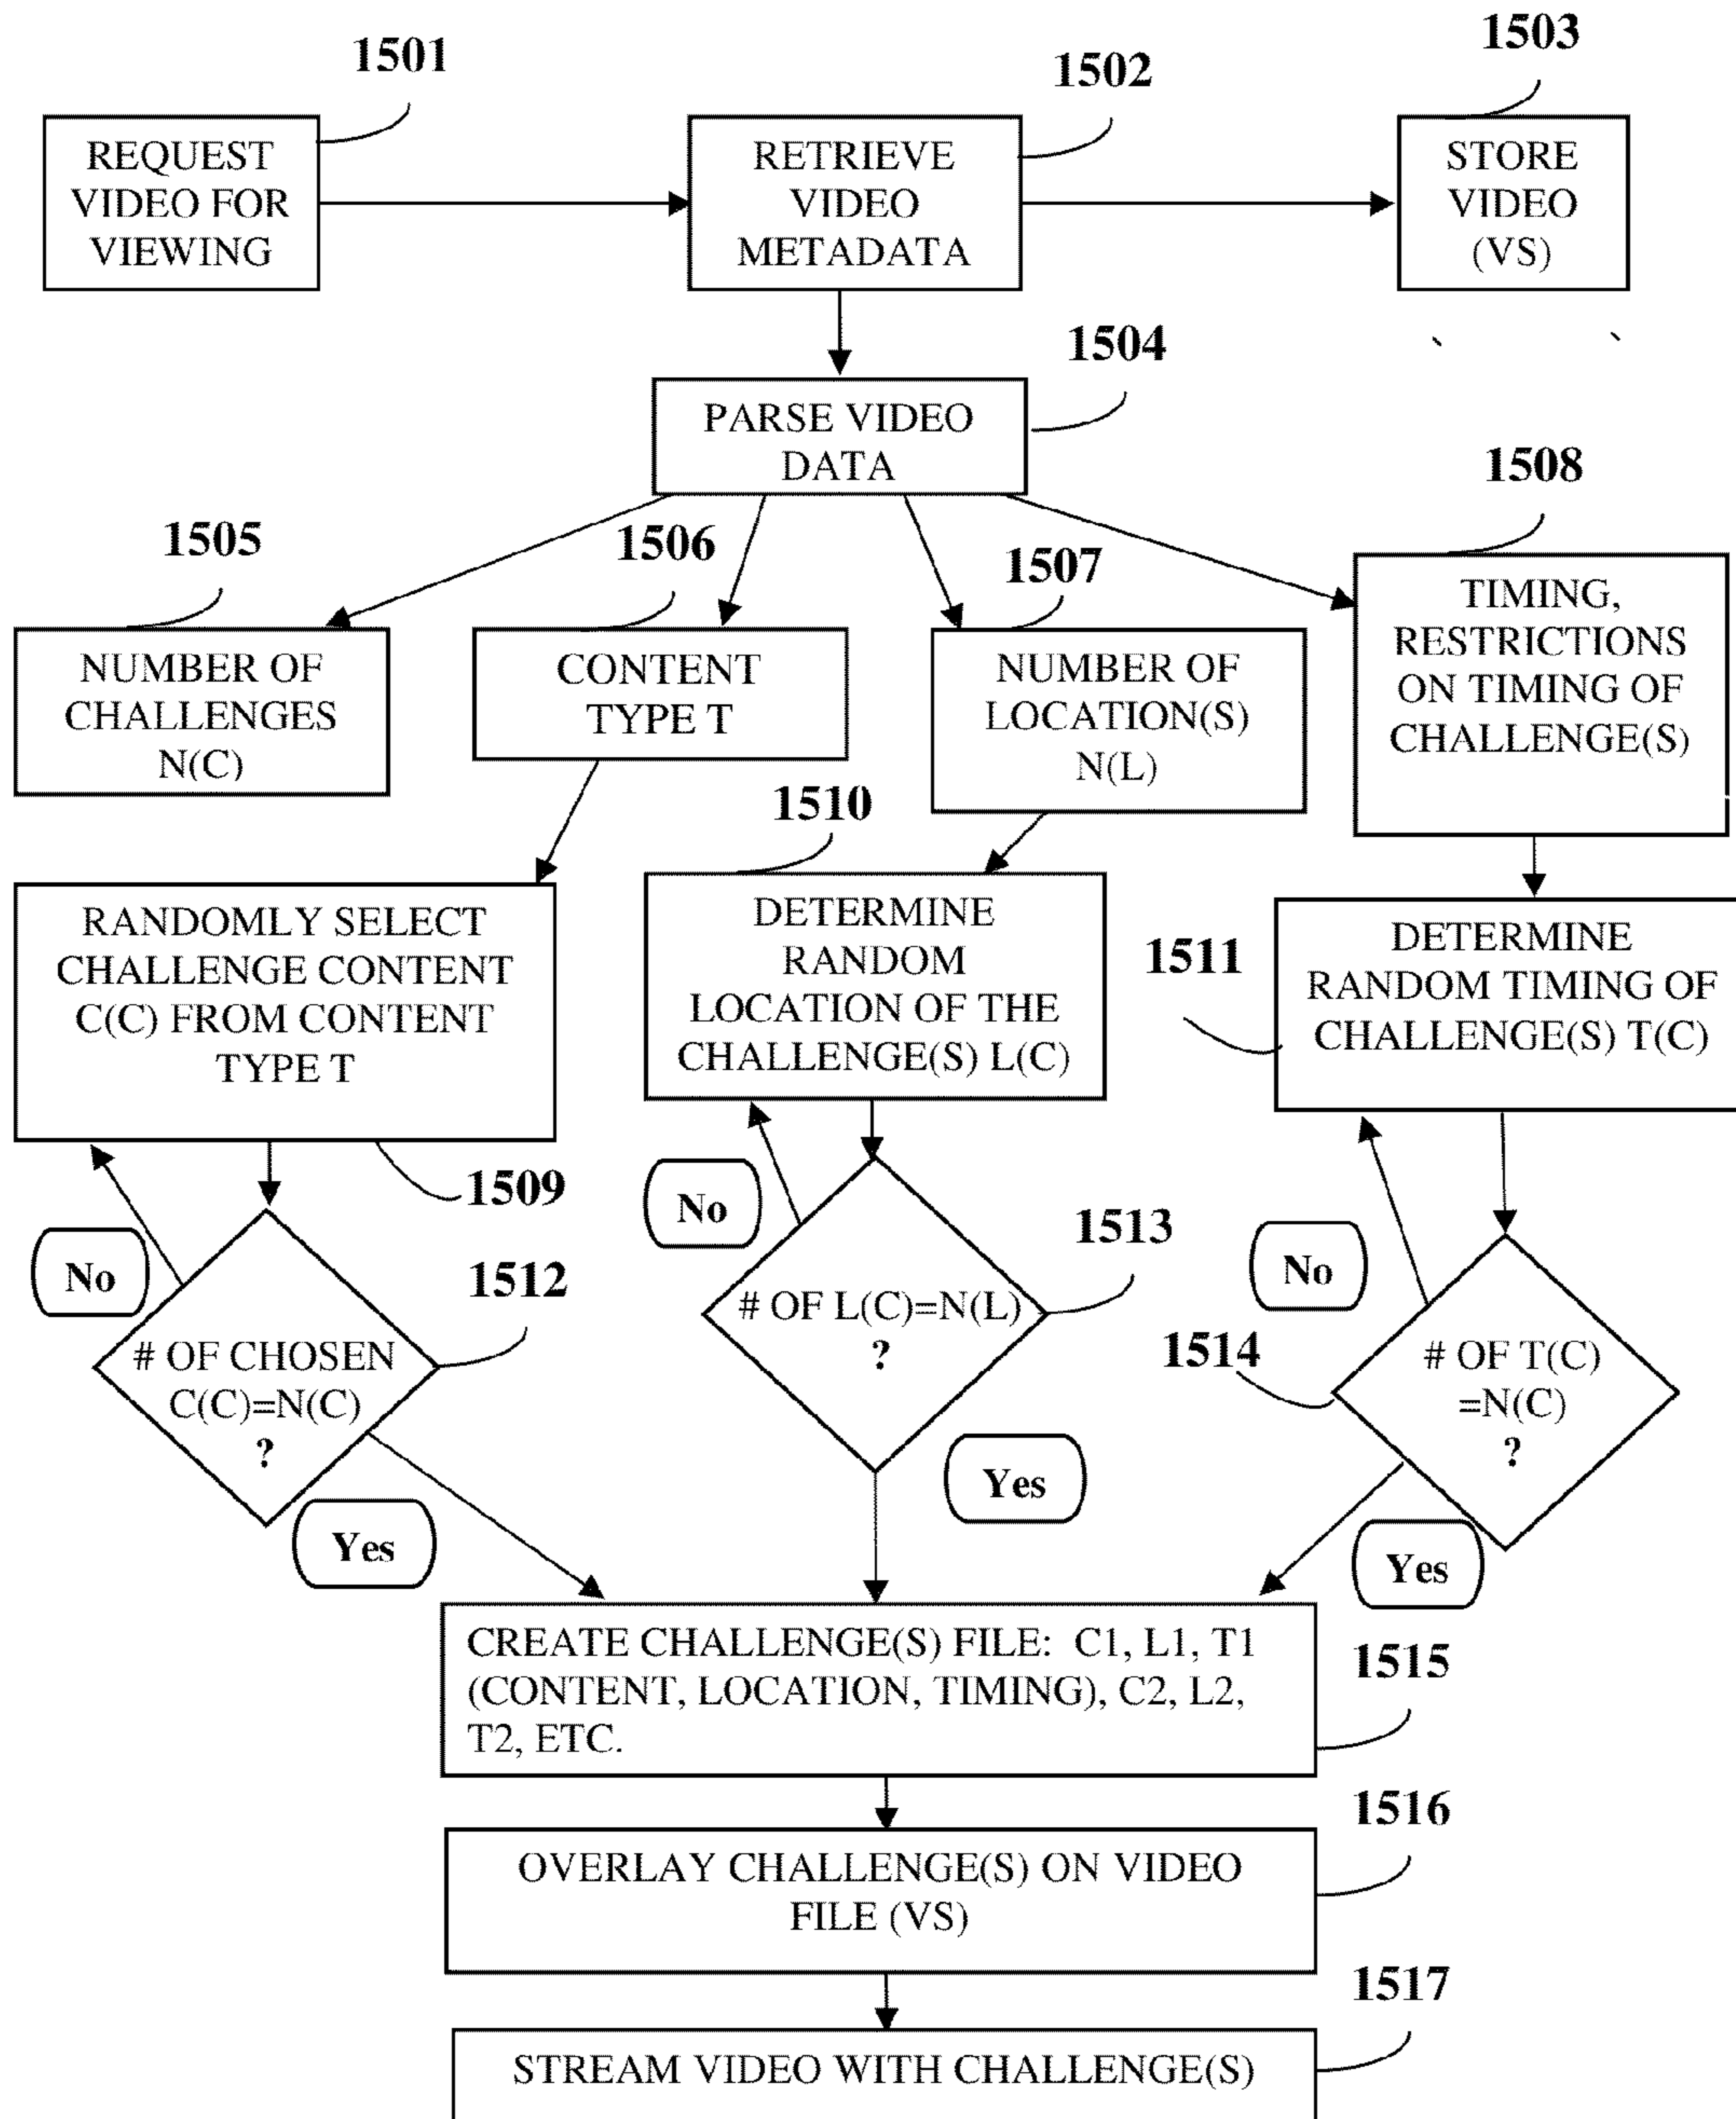 1501
1502
1503
REQUEST
VIDEO FOR
VIEWING
RETRIEVE
VIDEO
METADATA
STORE
VIDEO
(VS)
1504
PARSE VIDEO
DATA
1505
1506
1507
1508
NUMBER OF
CHALLENGES
N(C)
CONTENT
TYPE T
NUMBER OF
LOCATION(S)
N(L)
TIMING,
RESTRICTIONS
ON TIMING OF
CHALLENGE(S)
1510
RANDOMLY SELECT
CHALLENGE CONTENT
C(C) FROM CONTENT
TYPE T
DETERMINE
RANDOM
LOCATION OF THE
CHALLENGE(S) L(C)
1511
DETERMINE
RANDOM TIMING OF
CHALLENGE(S) T(C)
1509
No
No
No
1512
1513
1514
# OF CHOSEN
C(C)=N(C)
?
# OF L(C)=N(L)
?
# OF T(C)
=N(C)
?
Yes
Yes
Yes
CREATE CHALLENGE(S) FILE: C1, L1, T1
(CONTENT, LOCATION, TIMING), C2, L2,
T2, ETC.
1515
1516
OVERLAY CHALLENGE(S) ON VIDEO
FILE (VS)
1517
STREAM VIDEO WITH CHALLENGE(S)